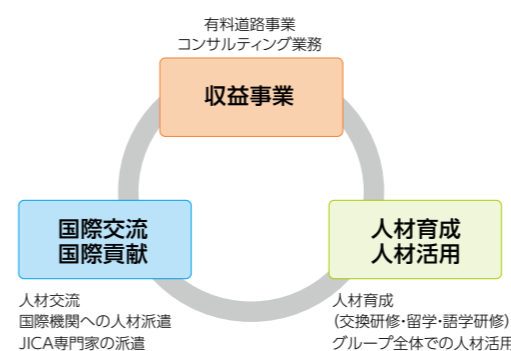 有料道路事業
コンサルティング業務
収益事業
国際交流
国際貢献
人材交流
国際機関への人材派遣
JICA専門家の派遣
人材育成
人材活用
人材育成
(交換研修・留学・語学研修)
グループ全体での人材活用